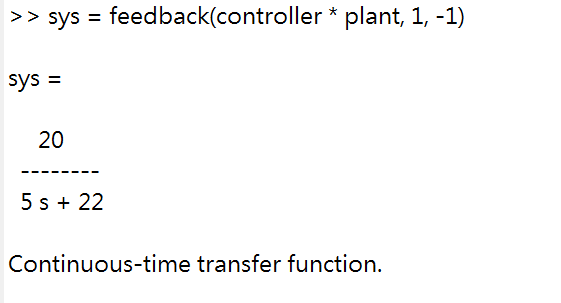 >> sys = feedback(controller * plant, 1, -1)
sys =
20
--------
5 s + 22
Continuous-time transfer function.